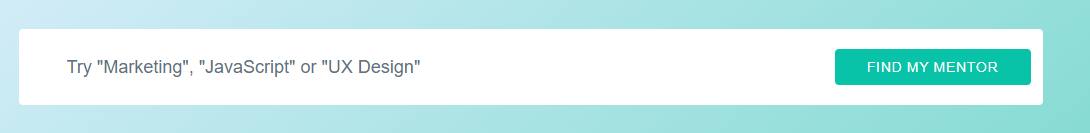 Try "Marketing", "JavaScript" or "UX Design"
FIND MY MENTOR